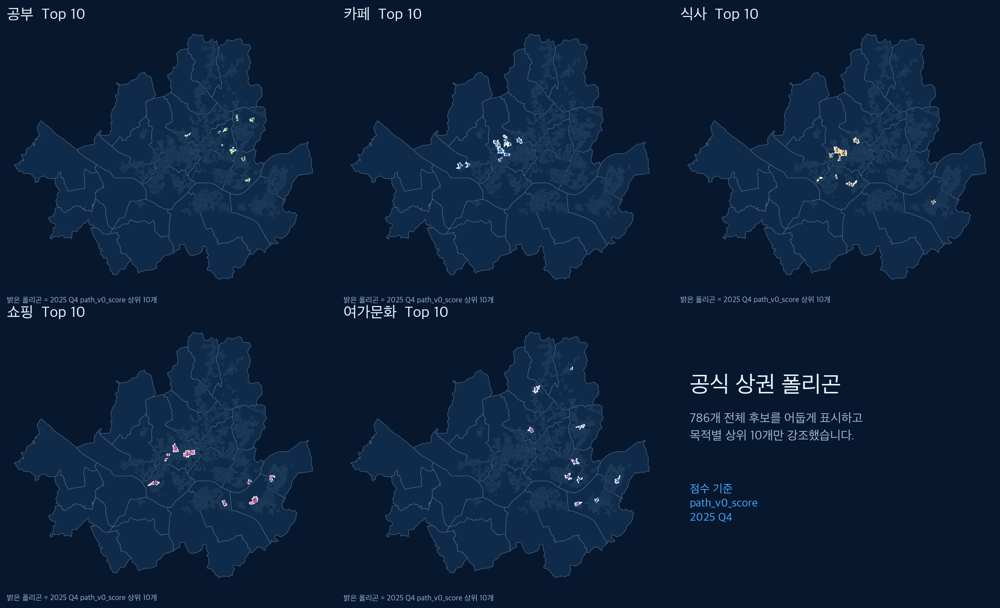 공부 Top 10
밝은 폴리곤 = 2025 Q4 path_v0_score 상위 10개
카페 Top 10
밝은 폴리곤 = 2025 Q4 path_v0_score 상위 10개
식사 Top 10
밝은 폴리곤 = 2025 Q4 path_v0_score 상위 10개
쇼핑 Top 10
5
32
8
7
6
밝은 폴리곤 = 2025 Q4 path_v0_score 상위 10개
여가문화 Top 10
밝은 폴리곤 = 2025 Q4 path_v0_score 상위 10개
공식 상권 폴리곤
786개 전체 후보를 어둡게 표시하고
목적별 상위 10개만 강조했습니다.
점수 기준
path_v0_score
2025 Q4